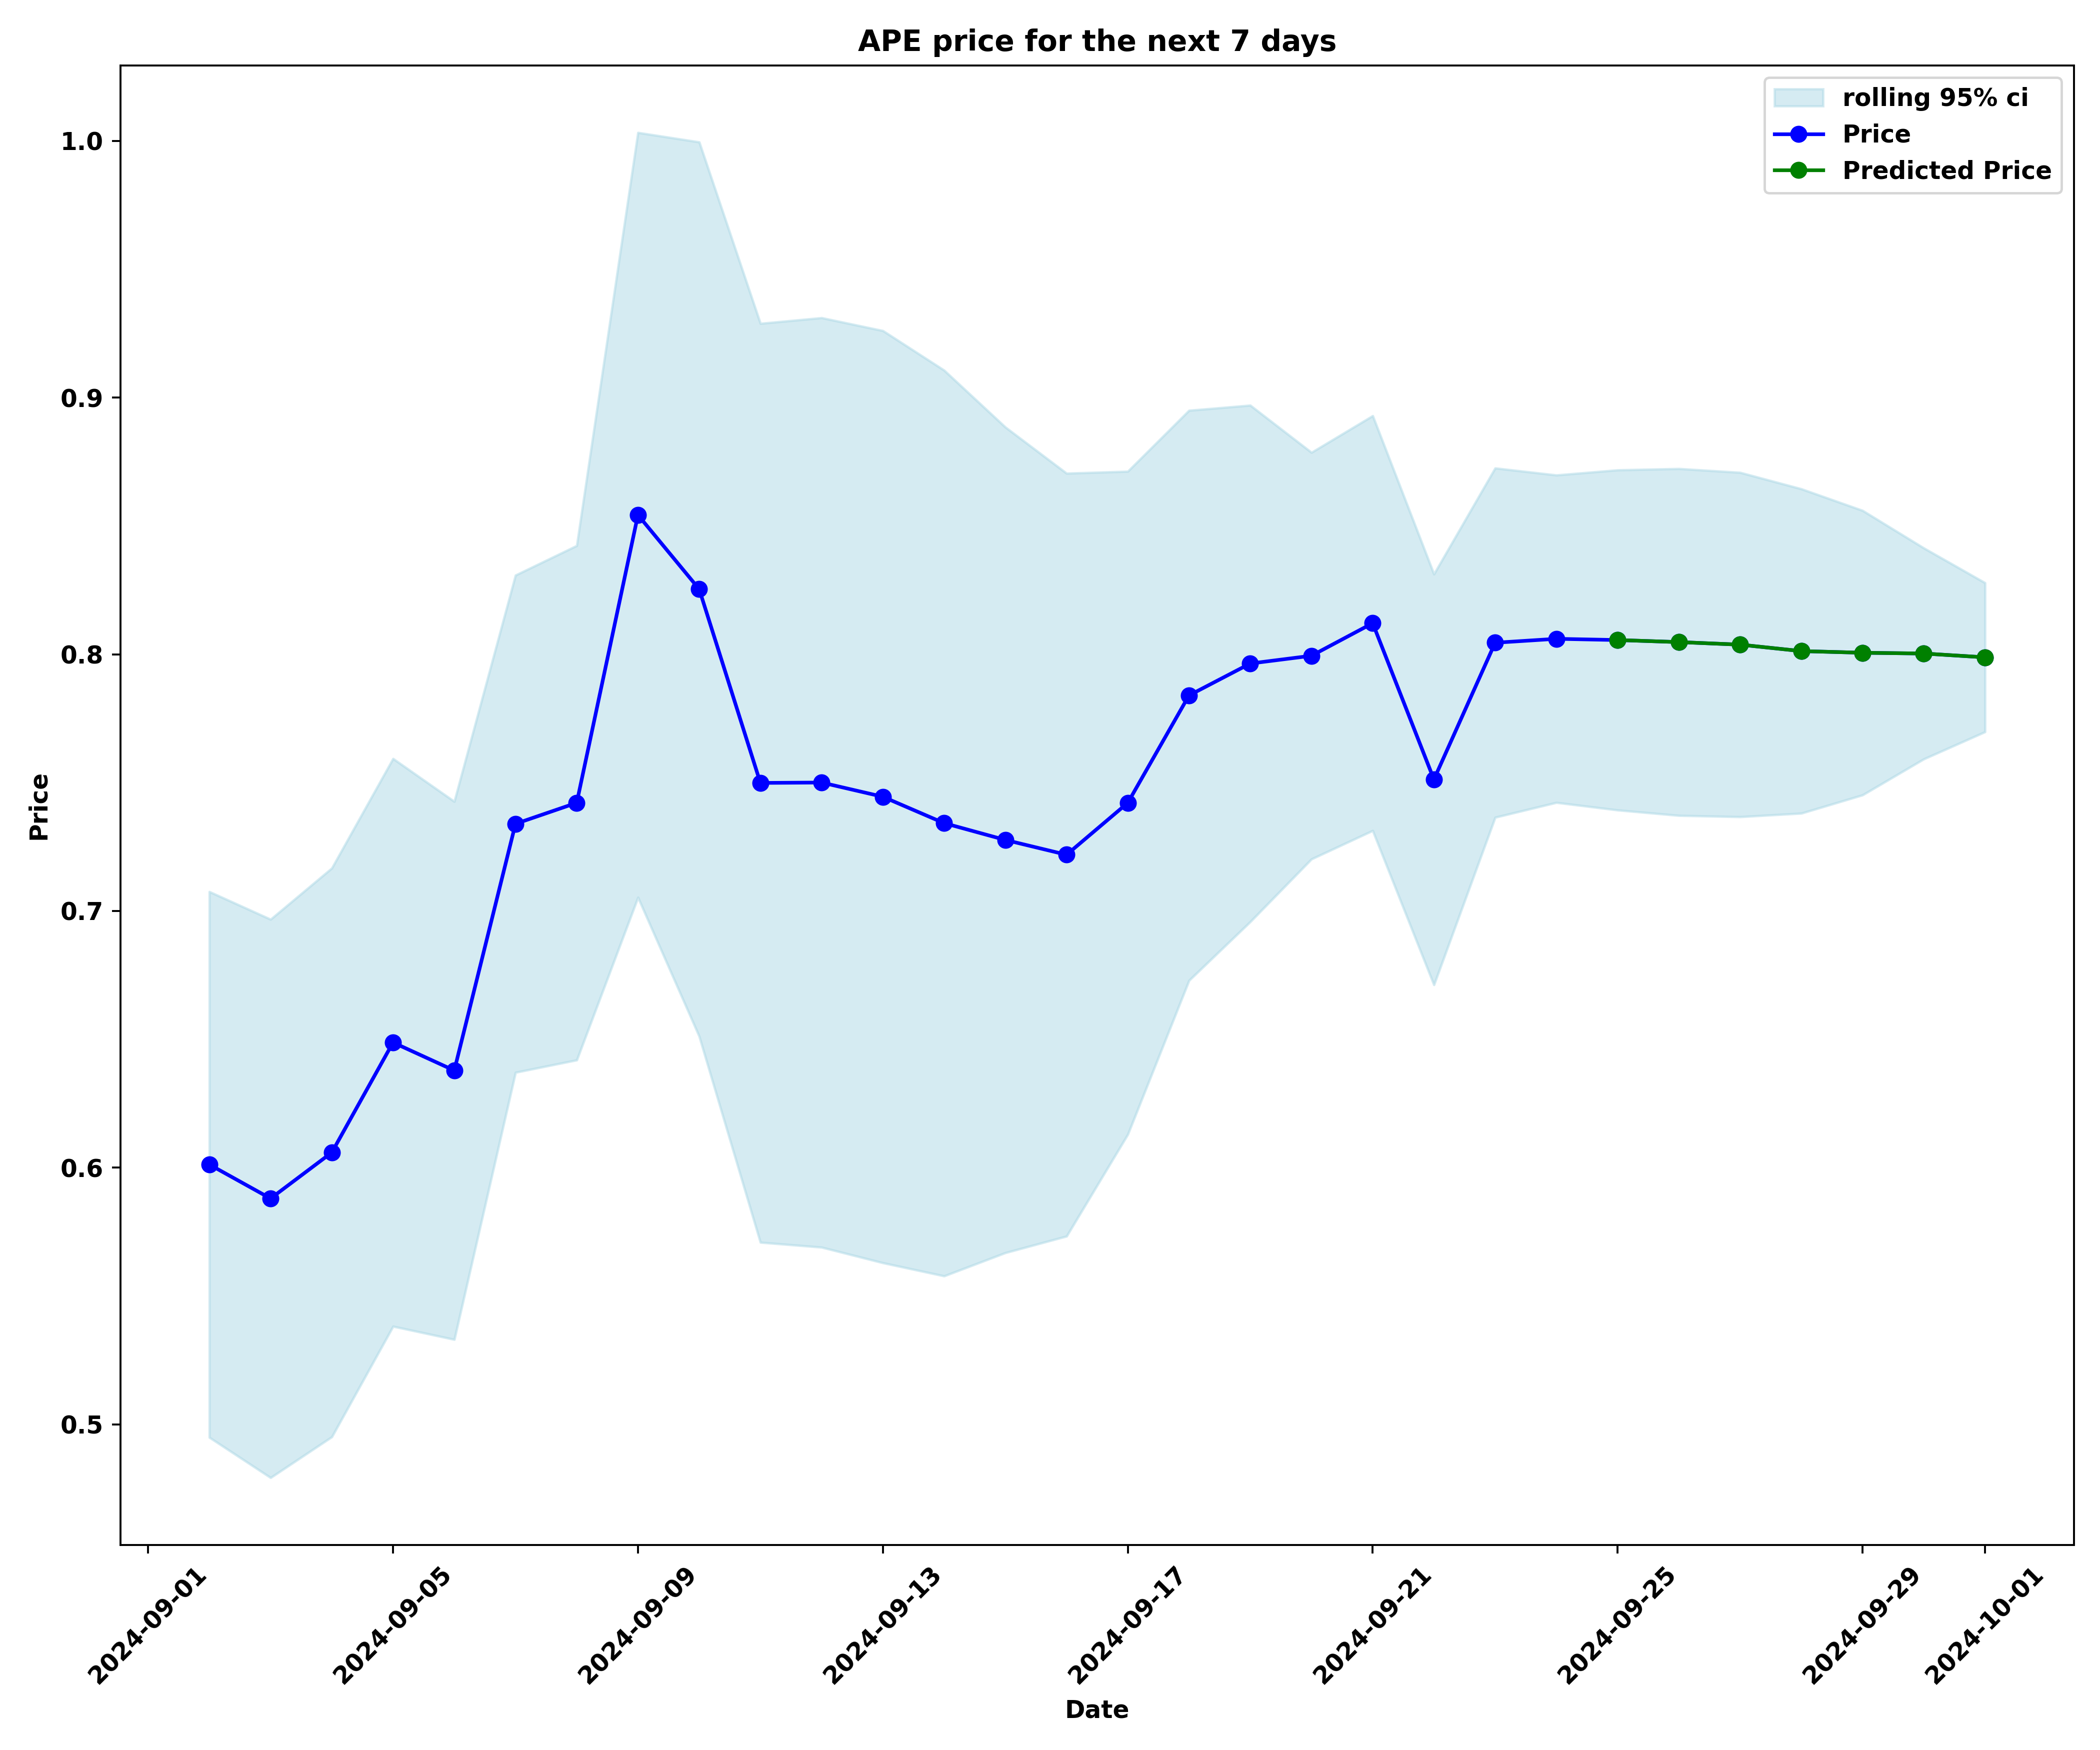 APE price for the next 7 days
rolling 95% ci
Price
Predicted Price
1.0
0.9
0.8
0.7
0.6
0.5
Price
2024-09-01
2024-09-05
2024-09-09
2024-09-13
2024-09-17
2024-09-21
2024-09-25
2024-09-29
2024-10-01
Date